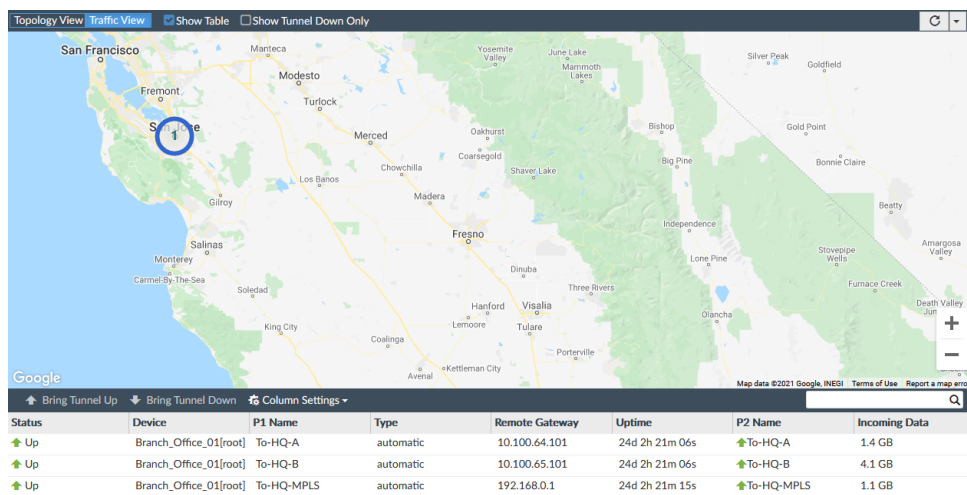 Topology View Traffic View Show Table Show Tunnel Down Only
San Francisco
Manteca
Yosemite
Valley
June Lake
Mammoth
Lakes
Silver Peak
Goldfield
Modesto
Fremont
Turlock
San Jose
1
Merced
Oakhurst
Bishop
Gold Point
Coarsegold
Chowchilla
Shaver Lake
Big Pine
Bonnie Claire
Los Banos
Madera
Gilroy
Beatty
Fresno
Independence
Salinas
Monterey
Stovepipe
Wells
Amargosa
Valley
Lone Pine
Dinuba
Carmel-By-The-Sea
Soledad
Three Rivers
Furnace Creek
Hanford
Visalia
Death Valley
Jun
Lemoore
Tulare
Olancha
King City
Coalinga
Porterville
Kettleman City
Avenal
+
−
Google
Map data ©2021 Google, INEGI Terms of Use Report a map erro
Bring Tunnel Up Bring Tunnel Down Column Settings
Status Device P1 Name Type Remote Gateway Uptime P2 Name Incoming Data
Up Branch_Office_01[root] To-HQ-A automatic 10.100.64.101 24d 2h 21m 06s To-HQ-A 1.4 GB
Up Branch_Office_01[root] To-HQ-B automatic 10.100.65.101 24d 2h 21m 06s To-HQ-B 4.1 GB
Up Branch_Office_01[root] To-HQ-MPLS automatic 192.168.0.1 24d 2h 21m 15s To-HQ-MPLS 1.1 GB